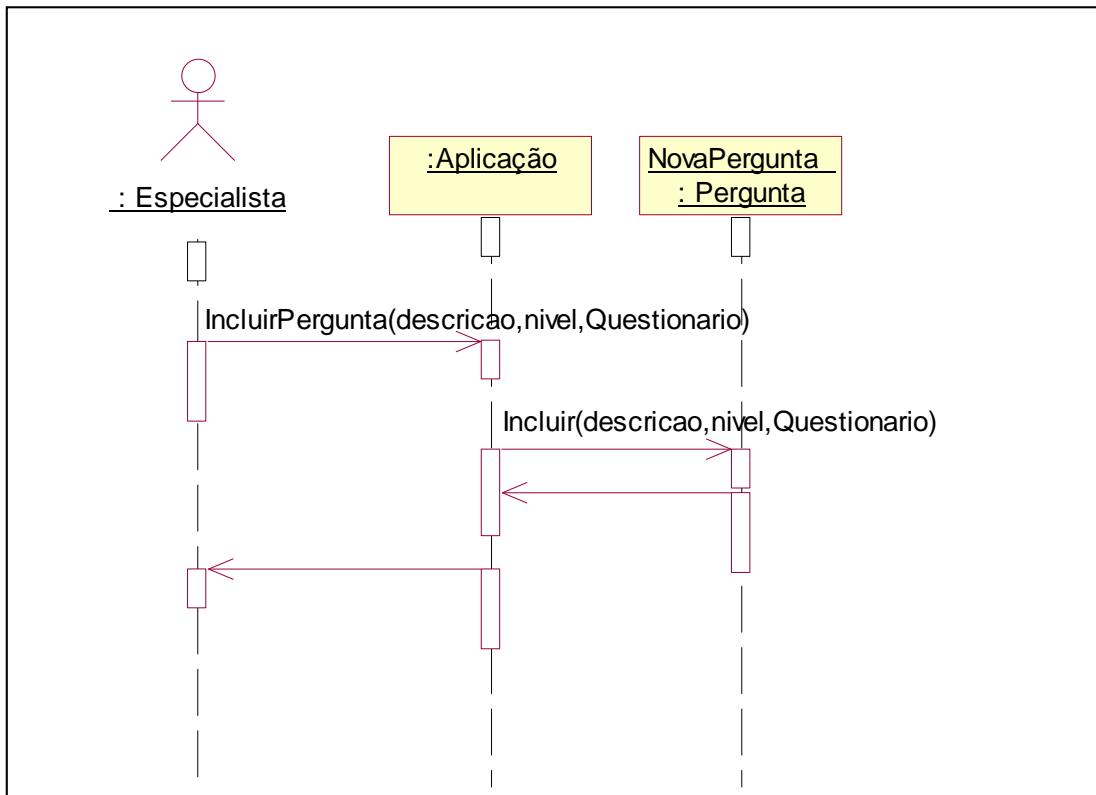 :Aplicação
NovaPergunta
: Pergunta
: Especialista
IncluirPergunta(descricao,nivel,Questionario)
Incluir(descricao,nivel,Questionario)